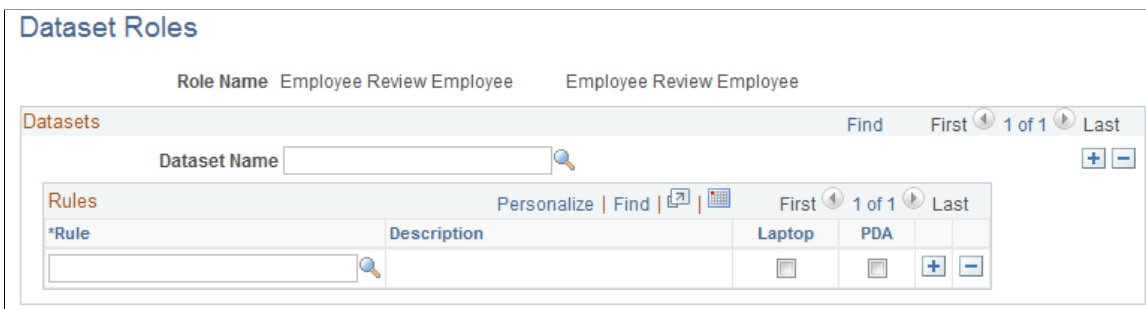 Dataset Roles
Role Name Employee Review Employee Employee Review Employee
Datasets Find First 1 of 1 Last
Dataset Name
Rules Personalize | Find | | First 1 of 1 Last
*Rule Description Laptop PDA